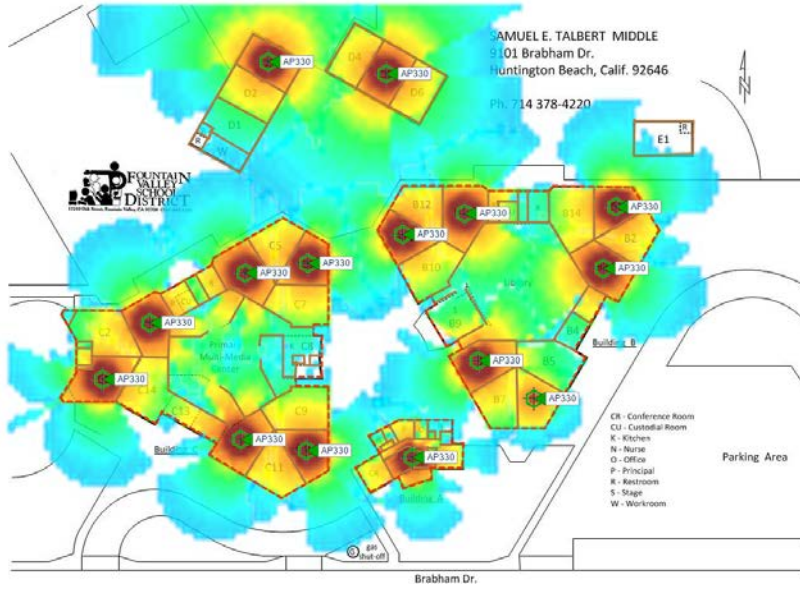 SAMUEL E. TALBERT MIDDLE
9101 Brabham Dr.
Huntington Beach, Calif. 92646
Ph. 714 378-4220
AP330
AP330
D4
D6
D2
D1
W
R
E1
R
FOUNTAIN
VALLEY
SCHOOL
DISTRICT
B12
AP330
B14
AP330
B2
AP330
B10
AP330
Library
C5
AP330
AP330
C7
AP330
C2
Primary
Multi-Media
Center
C8
B9
B4
Building B
AP330
B5
AP330
C14
B7
AP330
C13
C9
AP330
AP330
C11
Building C
AP330
Building A
CR - Conference Room
CU - Custodial Room
K - Kitchen
N - Nurse
O - Office
P - Principal
R - Restroom
S - Stage
W - Workroom
Parking Area
G
gas
shut-off
Brabham Dr.